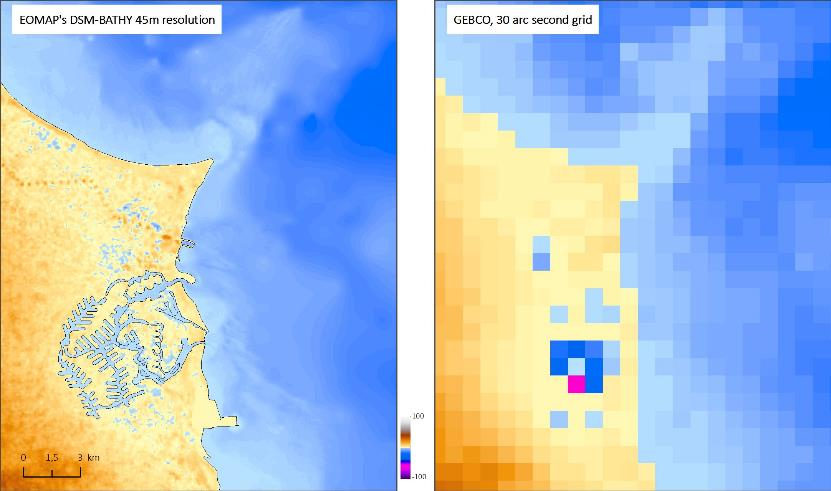 EOMAP's DSM-BATHY 45m resolution
GEBCO, 30 arc second grid
-100
-100
0 1,5 3 km